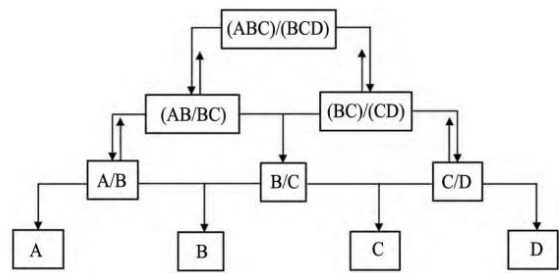 (ABC)/(BCD)
(AB/BC)
(BC)/(CD)
A/B
B/C
C/D
A
B
C
D